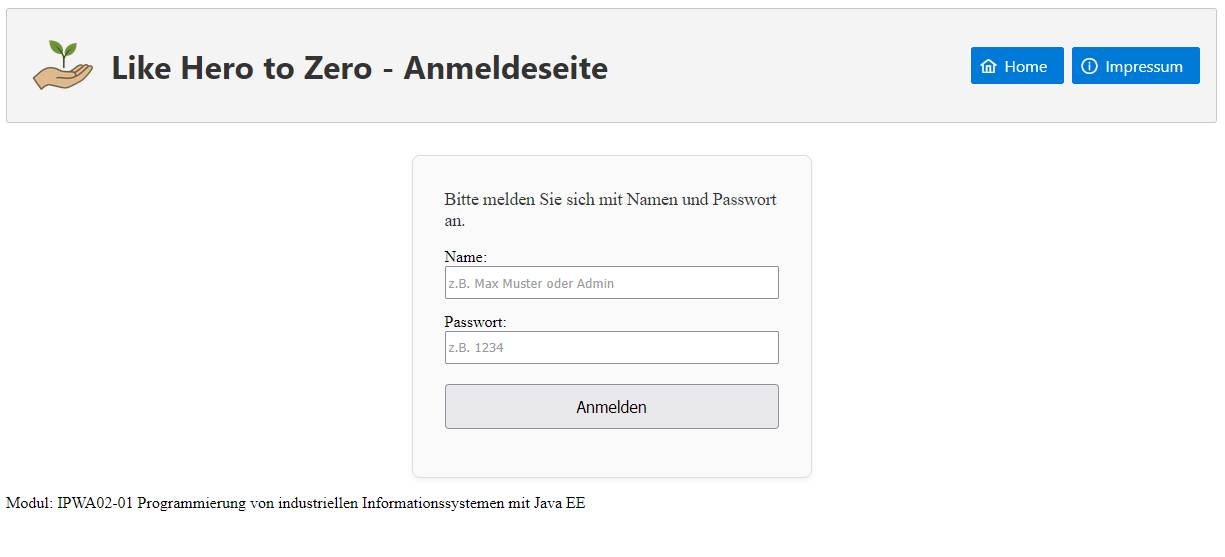 Like Hero to Zero - Anmeldeseite
Home
Impressum
Bitte melden Sie sich mit Namen und Passwort
an.
Name:
z.B. Max Muster oder Admin
Passwort:
z.B. 1234
Anmelden
Modul: IPWA02-01 Programmierung von industriellen Informationssystemen mit Java EE